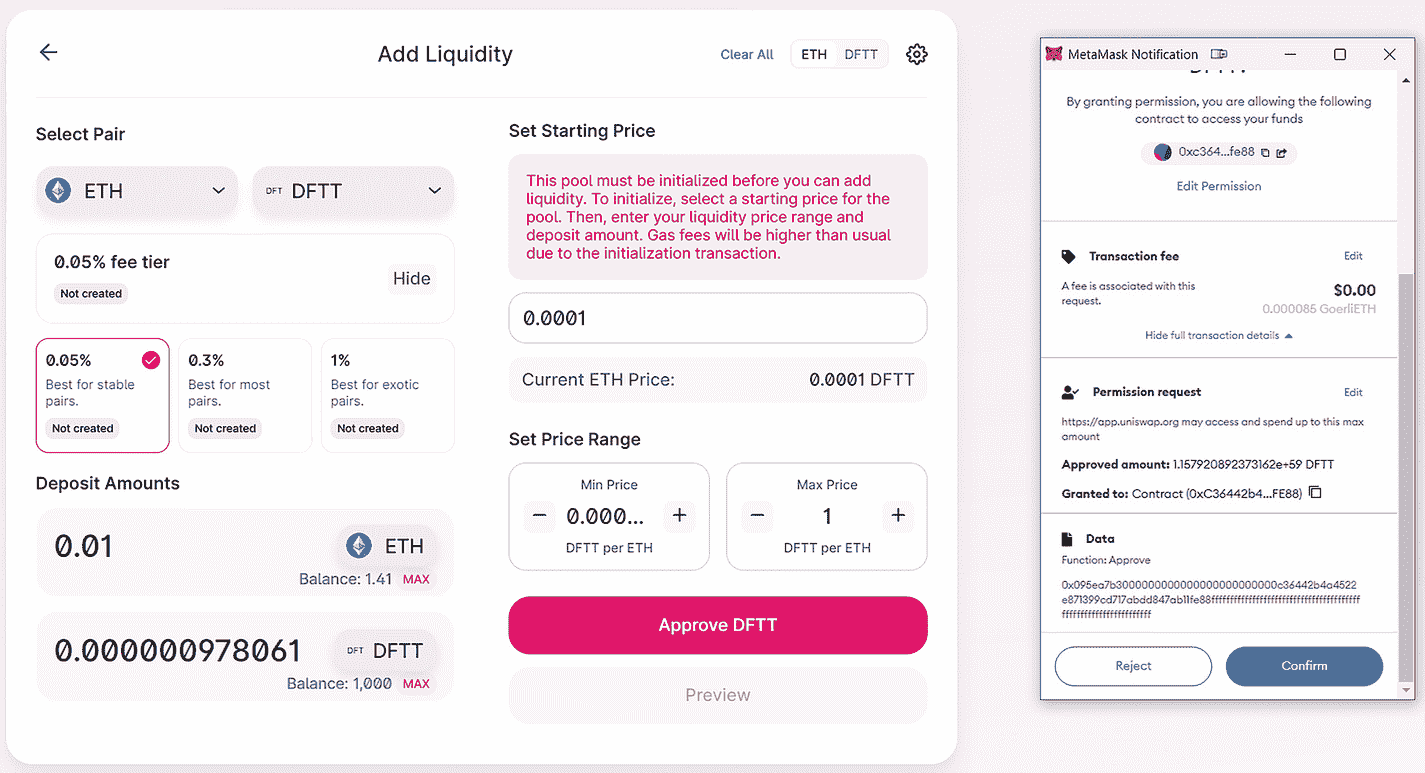 Add Liquidity
Clear All
ETH DFTT
Select Pair
ETH
DFT DFTT
0.05% fee tier
Not created
Hide
0.05%
Best for stable
pairs.
Not created
0.3%
Best for most
pairs.
Not created
1%
Best for exotic
pairs.
Not created
Deposit Amounts
0.01
ETH
Balance: 1.41 MAX
0.000000978061
DFT DFTT
Balance: 1,000 MAX
Set Starting Price
This pool must be initialized before you can add
liquidity. To initialize, select a starting price for the
pool. Then, enter your liquidity price range and
deposit amount. Gas fees will be higher than usual
due to the initialization transaction.
0.0001
Current ETH Price: 0.0001 DFTT
Set Price Range
Min Price
− 0.000... +
DFTT per ETH
Max Price
− 1 +
DFTT per ETH
Approve DFTT
Preview
MetaMask Notification
By granting permission, you are allowing the following
contract to access your funds
0xc364...fe88
Edit Permission
Transaction fee Edit
A fee is associated with this
request.
$0.00
0.000085 GoerliETH
Hide full transaction details
Permission request Edit
https://app.uniswap.org may access and spend up to this max
amount
Approved amount: 1.157920892373162e+59 DFTT
Granted to: Contract (0xC36442b4...FE88)
Data
Function: Approve
Reject
Confirm